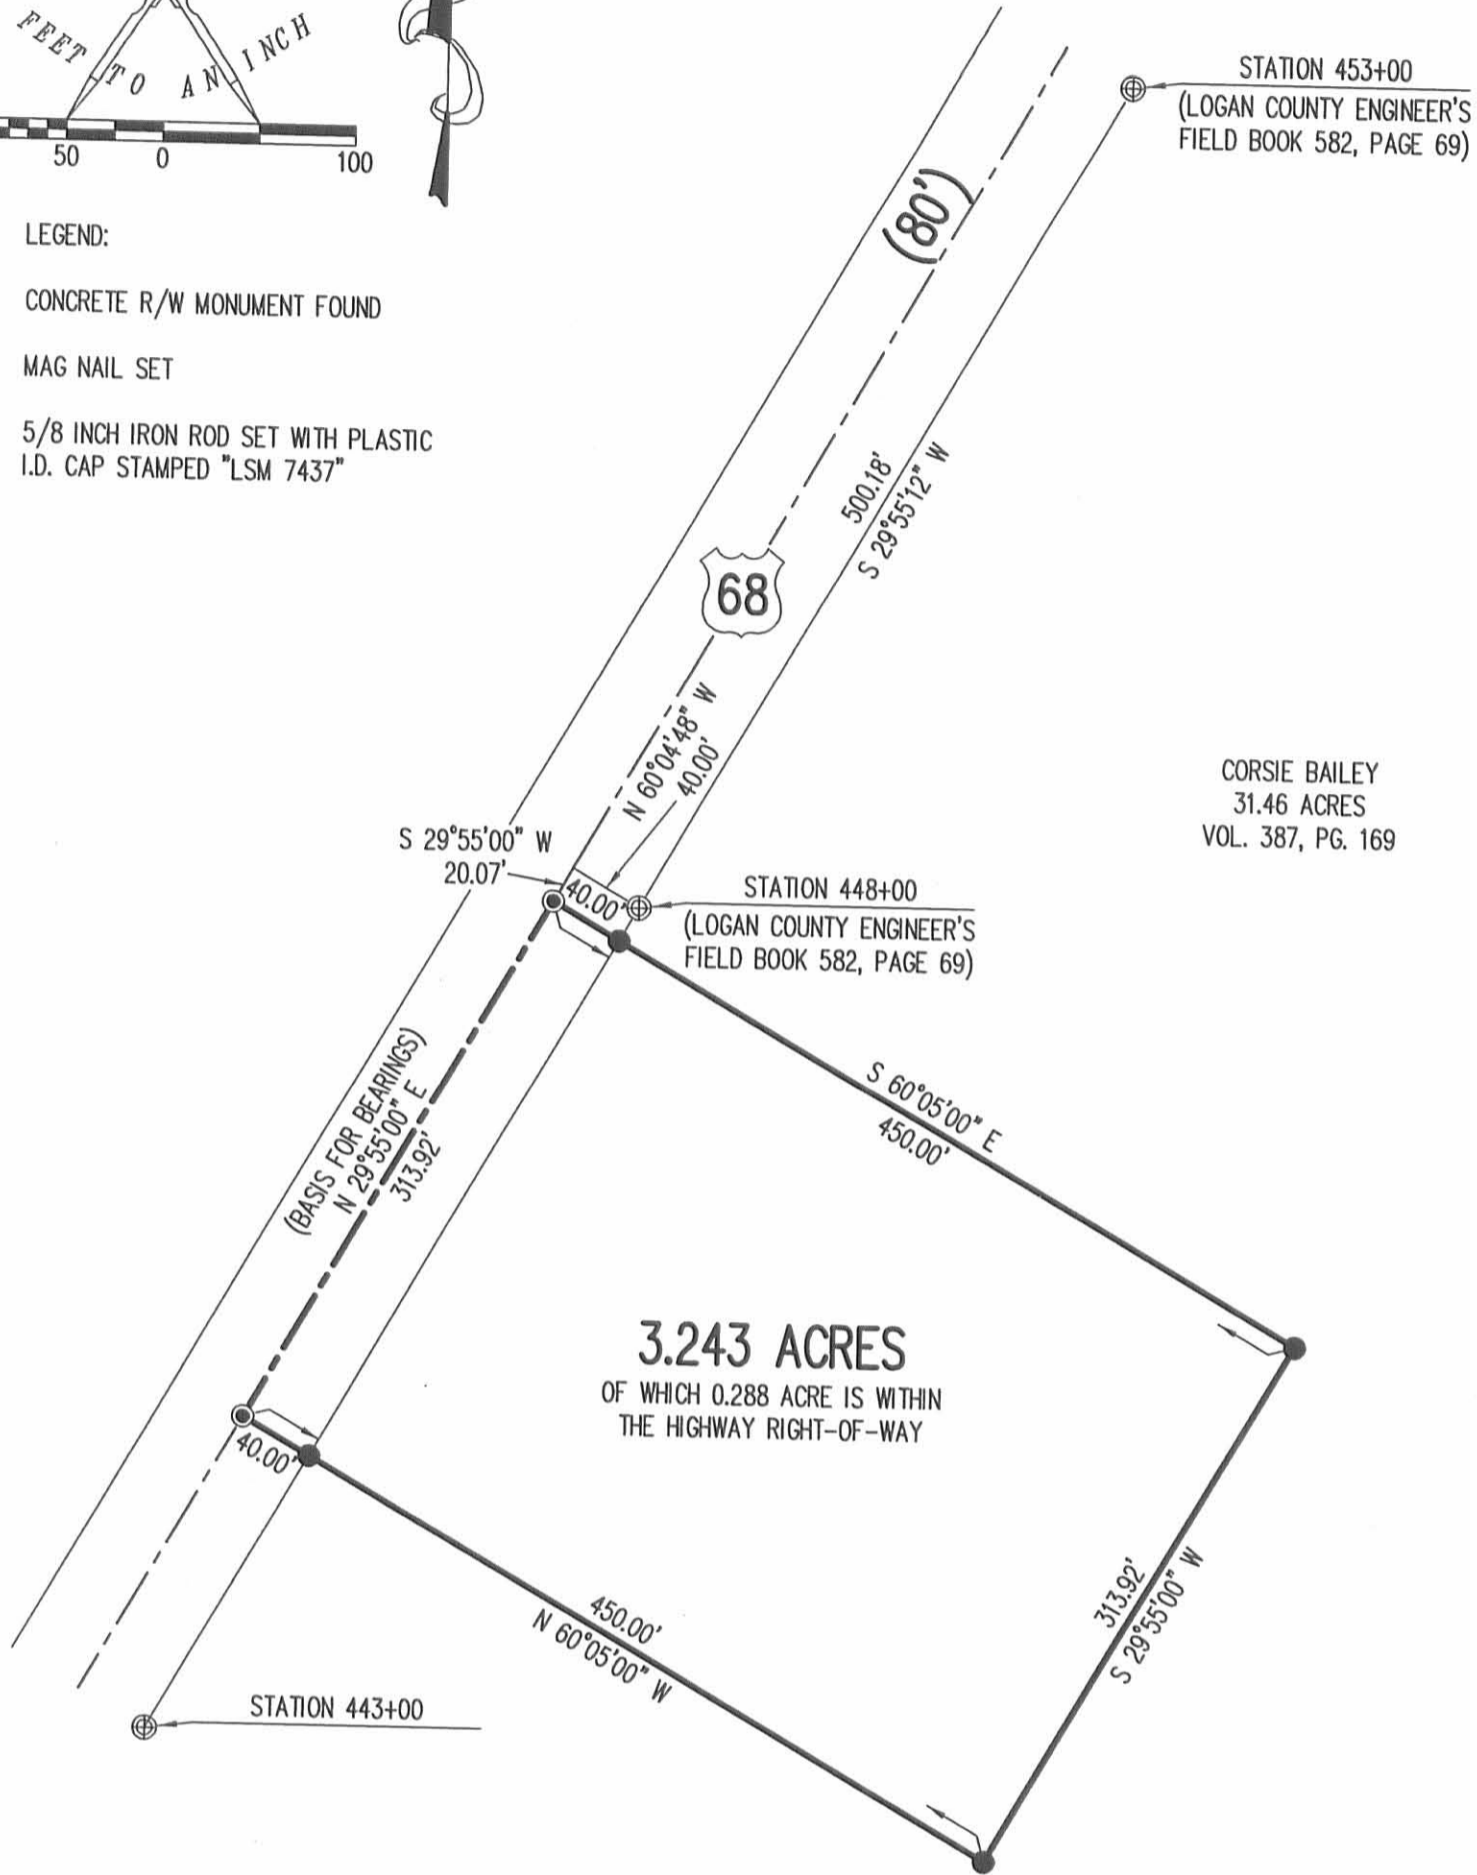 FEET TO AN INCH
50 0 100
LEGEND:
CONCRETE R/W MONUMENT FOUND
MAG NAIL SET
5/8 INCH IRON ROD SET WITH PLASTIC
I.D. CAP STAMPED "LSM 7437"
STATION 453+00
(LOGAN COUNTY ENGINEER'S
FIELD BOOK 582, PAGE 69)
(80')
500.18'
S 29°55'12" W
68
N 60°04'48" W
40.00'
CORSIE BAILEY
31.46 ACRES
VOL. 387, PG. 169
S 29°55'00" W
20.07'
40.00'
STATION 448+00
(LOGAN COUNTY ENGINEER'S
FIELD BOOK 582, PAGE 69)
(BASIS FOR BEARINGS)
N 29°55'00" E
313.92'
S 60°05'00" E
450.00'
3.243 ACRES
OF WHICH 0.288 ACRE IS WITHIN
THE HIGHWAY RIGHT-OF-WAY
40.00'
450.00'
N 60°05'00" W
313.92'
S 29°55'00" W
STATION 443+00